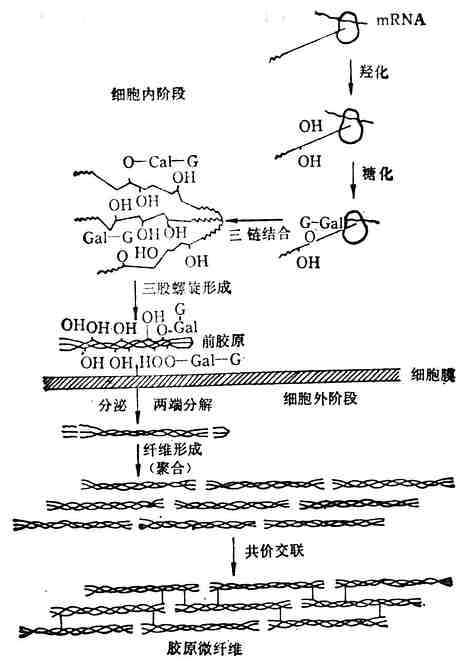 mRNA
羟化
细胞内阶段
OH
OH
糖化
O-Cal-G
OH
OH OH
G-Gal
O
OH
三链结合
OH OH OH
Gal-G
HO
O
OH
三股螺旋形成
OH OH OH OH
G
Gal
O
前胶原
OH OH HO O-Gal-G
细胞膜
分泌 两端分解 细胞外阶段
纤维形成
(聚合)
共价交联
胶原微纤维